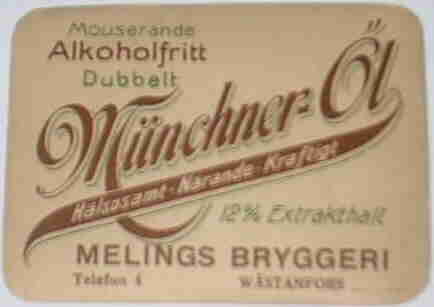 Mouserande
Alkoholfritt
Dubbelt
Münchner-Öl
Hälsosamt-Närande-Kraftigt
12% Extrakthalt
MELINGS BRYGGERI
Telefon 4 WÄSTANFORS